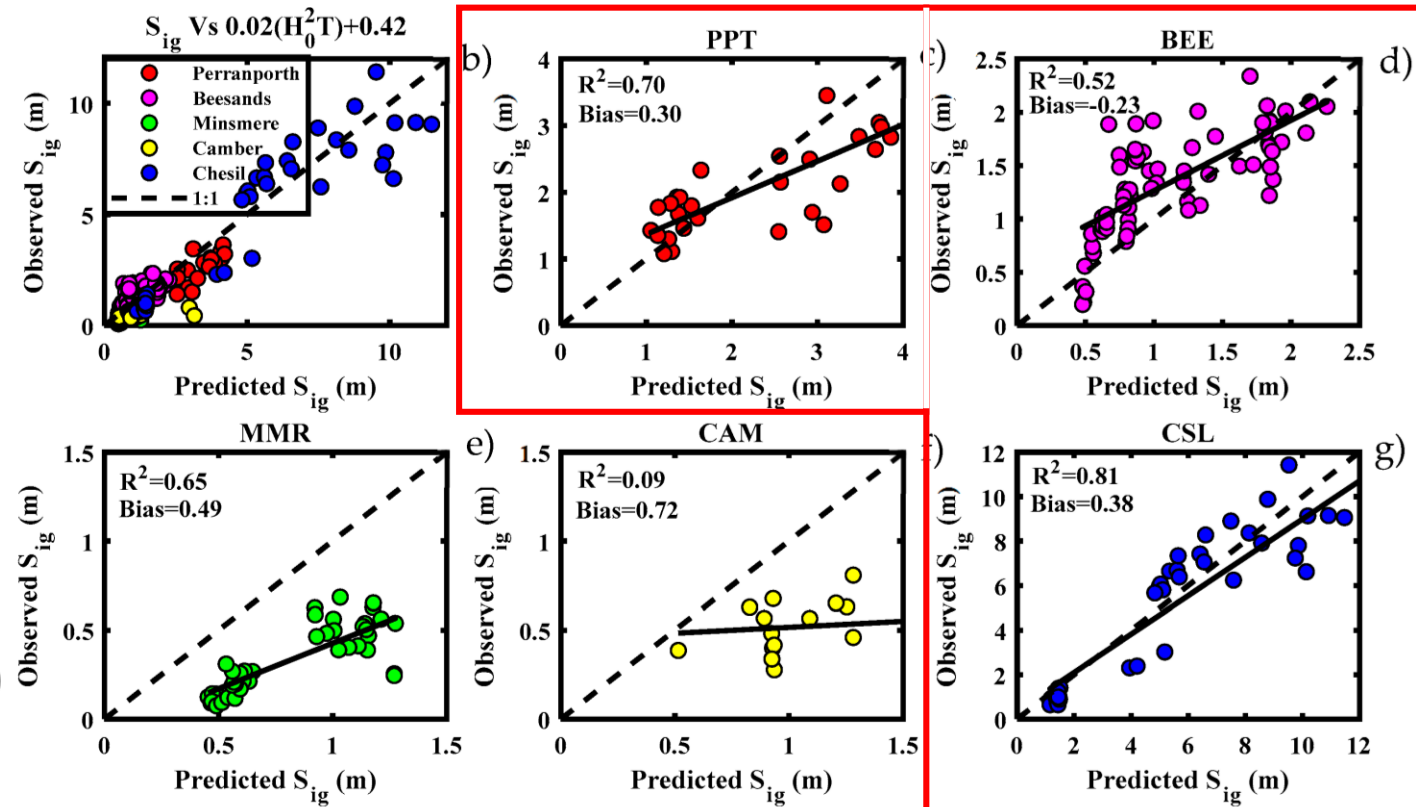 S_ig Vs 0.02(H_0^2T)+0.42
b)
Perranporth
Beesands
Minsmere
Camber
Chesil
1:1
10
5
0
0
5
10
Observed S_ig (m)
Predicted S_ig (m)
PPT
c)
R^2=0.70
Bias=0.30
4
3
2
1
0
0
1
2
3
4
Observed S_ig (m)
Predicted S_ig (m)
BEE
d)
R^2=0.52
Bias=-0.23
2.5
2
1.5
1
0.5
0
0
0.5
1
1.5
2
2.5
Observed S_ig (m)
Predicted S_ig (m)
MMR
e)
R^2=0.65
Bias=0.49
1.5
1
0.5
0
0
0.5
1
1.5
Observed S_ig (m)
Predicted S_ig (m)
CAM
f)
R^2=0.09
Bias=0.72
1.5
1
0.5
0
0
0.5
1
1.5
Observed S_ig (m)
Predicted S_ig (m)
CSL
g)
R^2=0.81
Bias=0.38
12
10
8
6
4
2
0
0
2
4
6
8
10
12
Observed S_ig (m)
Predicted S_ig (m)